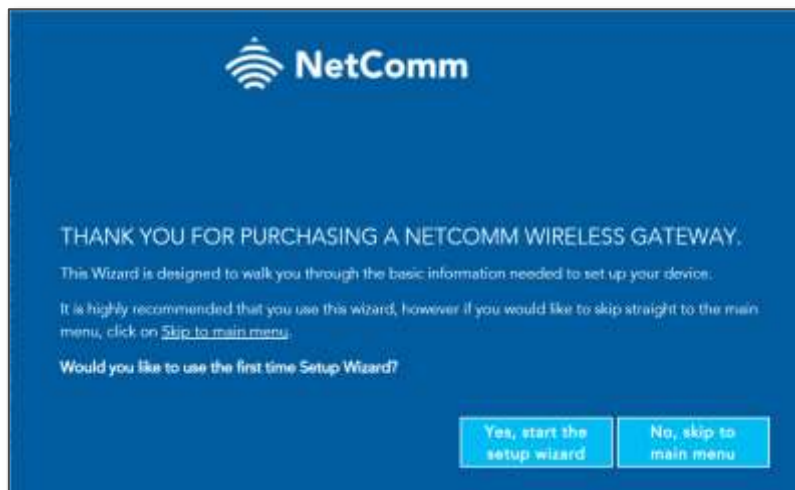 NetComm
THANK YOU FOR PURCHASING A NETCOMM WIRELESS GATEWAY.
This Wizard is designed to walk you through the basic information needed to set up your device.
It is highly recommended that you use this wizard, however if you would like to skip straight to the main
menu, click on Skip to main menu.
Would you like to use the first time Setup Wizard?
Yes, start the
setup wizard
No, skip to
main menu